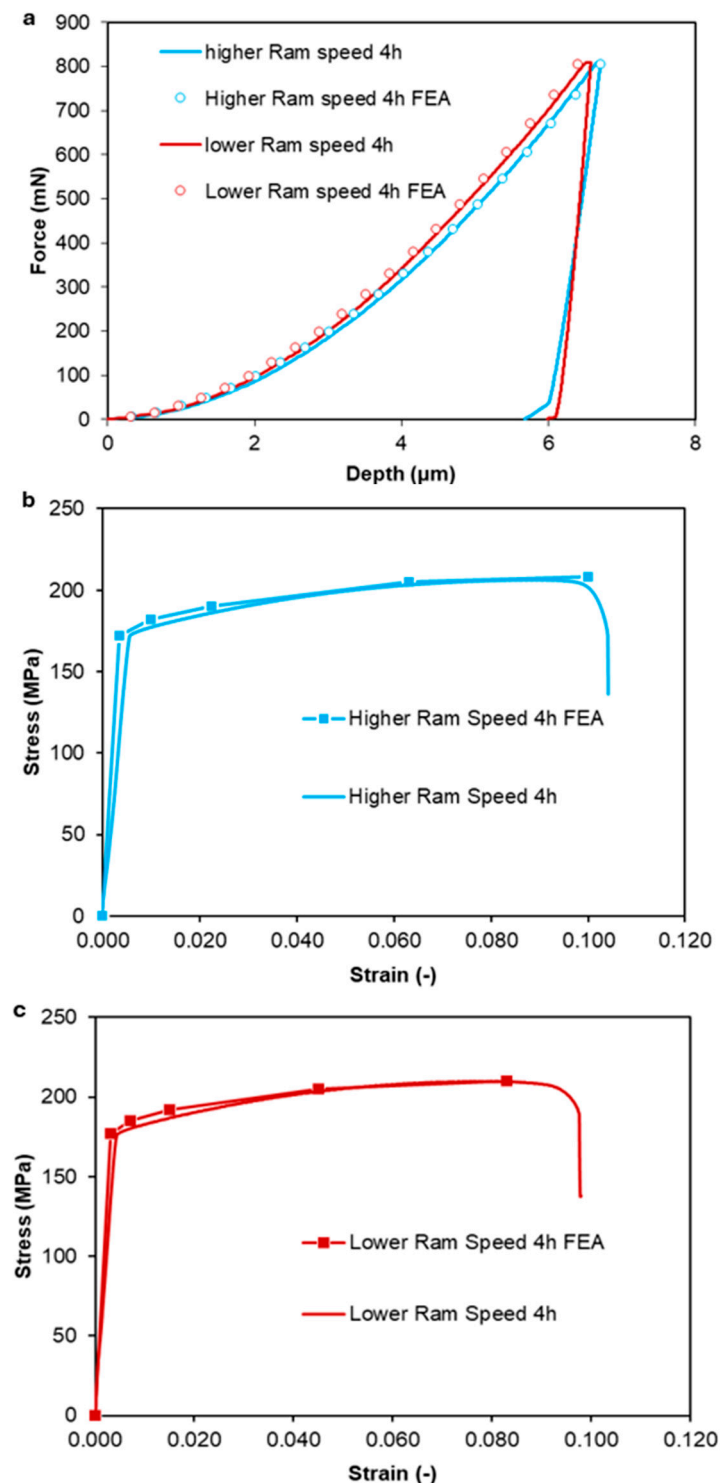 a
900
800
700
600
500
400
300
200
100
0
Force (mN)
higher Ram speed 4h
Higher Ram speed 4h FEA
lower Ram speed 4h
Lower Ram speed 4h FEA
0 2 4 6 8
Depth (µm)
b
250
200
150
100
50
0
Stress (MPa)
Higher Ram Speed 4h FEA
Higher Ram Speed 4h
0.000 0.020 0.040 0.060 0.080 0.100 0.120
Strain (-)
c
250
200
150
100
50
0
Stress (MPa)
Lower Ram Speed 4h FEA
Lower Ram Speed 4h
0.000 0.020 0.040 0.060 0.080 0.100 0.120
Strain (-)